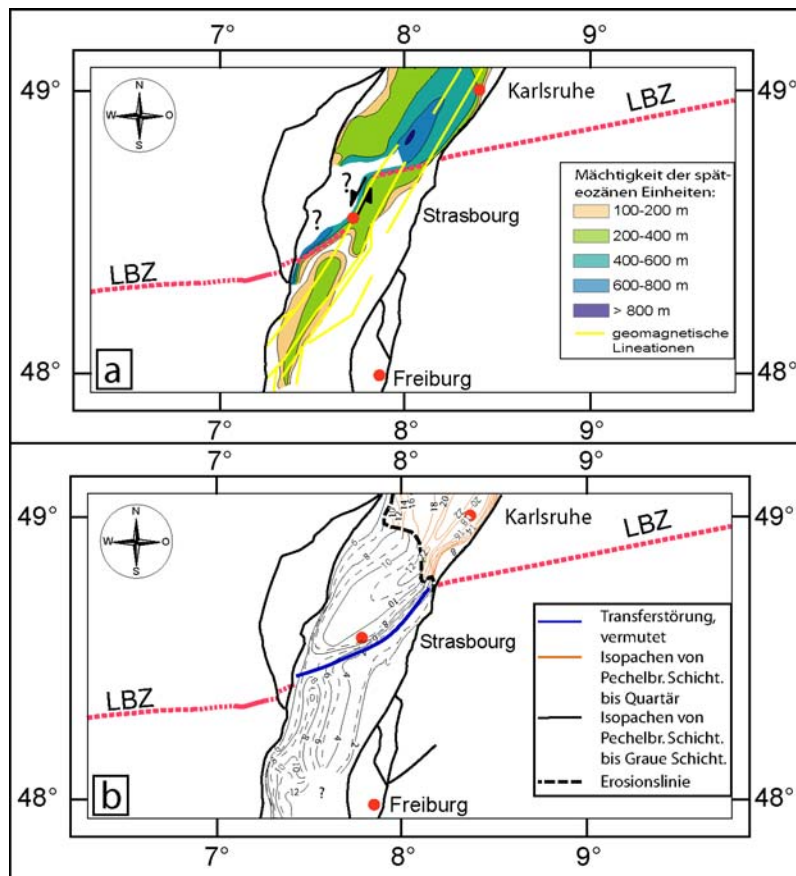 7°
8°
9°
49°
49°
N
W
O
S
Karlsruhe
LBZ
?
?
Strasbourg
Mächtigkeit der spät-
eozänen Einheiten:
100-200 m
200-400 m
400-600 m
600-800 m
> 800 m
geomagnetische
Lineationen
LBZ
48°
48°
a
Freiburg
7°
8°
9°
7°
8°
9°
49°
49°
N
W
O
S
Karlsruhe
LBZ
Strasbourg
Transferstörung,
vermutet
Isopachen von
Pechelbr. Schicht.
bis Quartär
Isopachen von
Pechelbr. Schicht.
bis Graue Schicht.
Erosionslinie
LBZ
48°
48°
b
?
Freiburg
7°
8°
9°